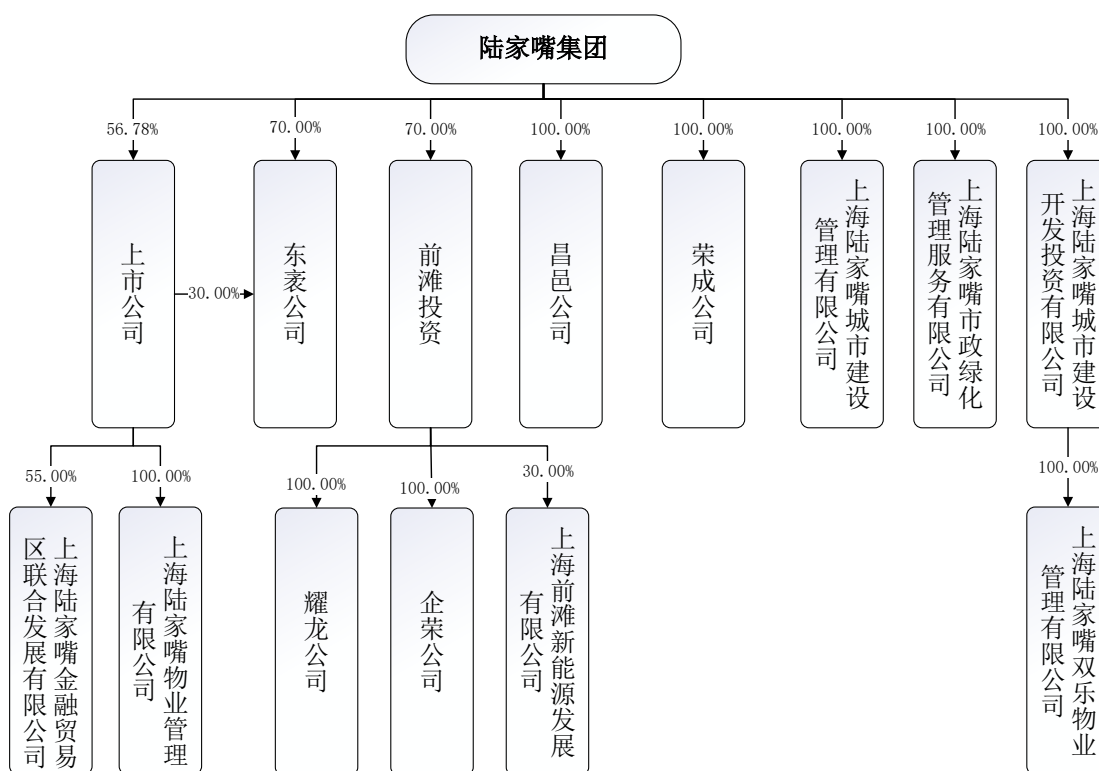 陆家嘴集团
56.78%
70.00%
70.00%
100.00%
100.00%
100.00%
100.00%
100.00%
上市公司
30.00%
东袤公司
前滩投资
昌邑公司
荣成公司
上海陆家嘴城市建设
管理有限公司
上海陆家嘴市政绿化
管理服务有限公司
上海陆家嘴城市建设
开发投资有限公司
55.00%
100.00%
100.00%
100.00%
30.00%
100.00%
上海陆家嘴金融贸易
区联合发展有限公司
上海陆家嘴物业管理
有限公司
耀龙公司
企荣公司
上海前滩新能源发展
有限公司
上海陆家嘴双乐物业
管理有限公司